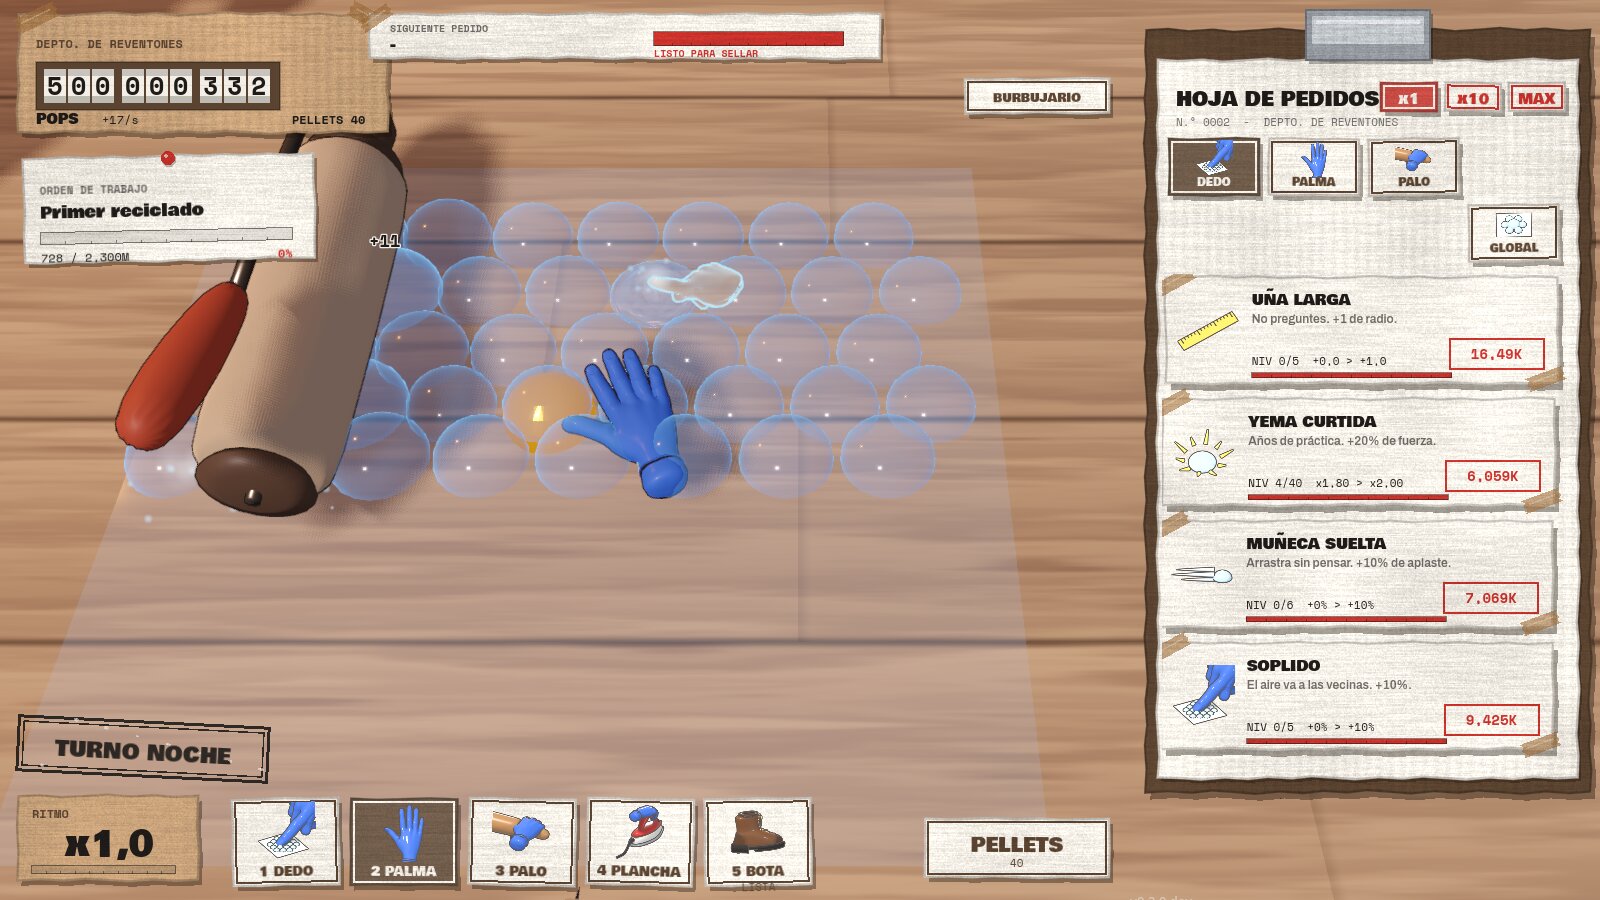 DEPTO. DE REVENTONES
500 000 332
POPS +17/s PELLETS 40
SIGUIENTE PEDIDO
-
LISTO PARA SELLAR
BURBUJARIO
ORDEN DE TRABAJO
Primer reciclado
728 / 2,300M 0%
+11
HOJA DE PEDIDOS x1 x10 MAX
N.º 0002 - DEPTO. DE REVENTONES
DEDO PALMA PALO
GLOBAL
UÑA LARGA
No preguntes. +1 de radio.
NIV 0/5 +0,0 > +1,0 16,49K
YEMA CURTIDA
Años de práctica. +20% de fuerza.
NIV 4/40 x1,80 > x2,00 6,059K
MUÑECA SUELTA
Arrastra sin pensar. +10% de aplaste.
NIV 0/6 +0% > +10% 7,069K
SOPLIDO
El aire va a las vecinas. +10%.
NIV 0/5 +0% > +10% 9,425K
TURNO NOCHE
RITMO
x1,0
1 DEDO 2 PALMA 3 PALO 4 PLANCHA 5 BOTA
LISTA
PELLETS
40